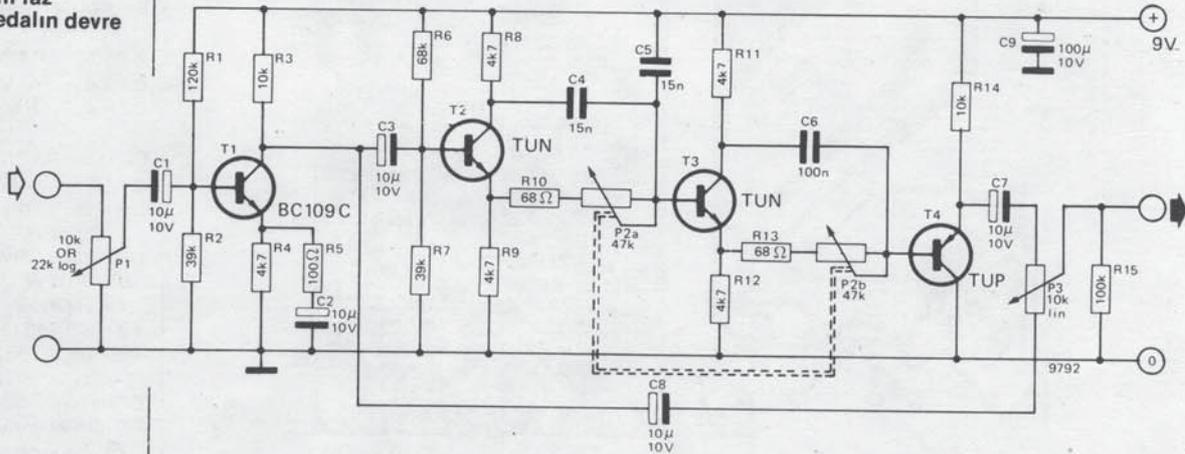 faz
edalın devre
R1
120k
R3
10k
R6
68k
R8
4k7
C5
15n
R11
4k7
C9
100µ
10V
+
9V.
R14
10k
C4
15n
C6
100n
T1
T2
TUN
T3
TUN
C3
10µ
10V
C1
10µ
10V
BC109C
R10
68Ω
P2a
47k
R13
68Ω
P2b
47k
T4
TUP
C7
10µ
10V
10k
OR
22k log
P1
R2
39k
R4
4k7
R5
100Ω
C2
10µ
10V
R7
39k
R9
4k7
R12
4k7
P3
10k
lin
R15
100k
0
9792
C8
10µ
10V